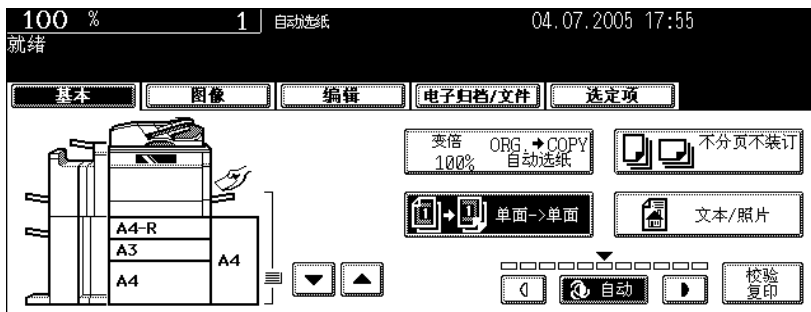 100 % 1 自动选纸 04.07.2005 17:55
就绪
基本 图像 编辑 电子归档/文件 选定项
变倍 ORG.➔COPY 不分页不装订
100% 自动选纸
1➔1 单面->单面 文本/照片
A4-R
A3
A4
A4
自动 校验
复印